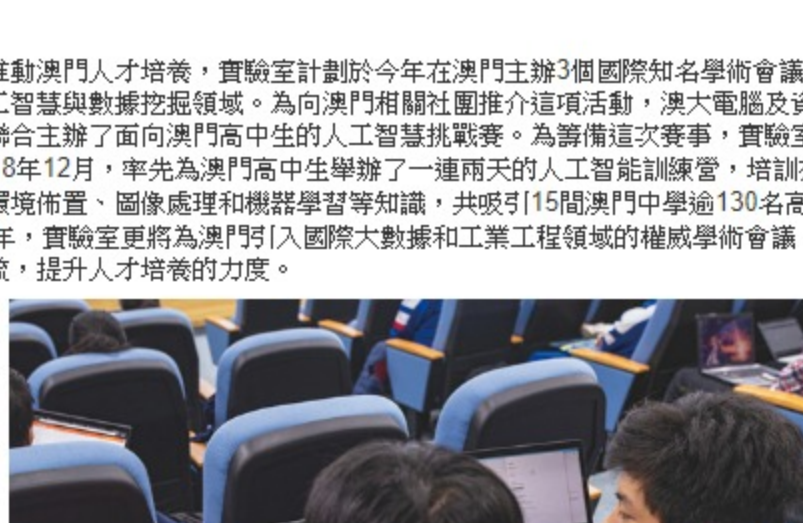 動澳門人才培養，實驗室計劃於今年在澳門主辦3個國際知名學術會議
智慧與數據挖掘領域。為向澳門相關社團推介這項活動，澳大電腦及資
聯合主辦了面向澳門高中生的人工智慧挑戰賽。為籌備這次賽事，實驗室
8年12月，率先為澳門高中生舉辦了一連兩天的人工智能訓練營，培訓
環境佈置、圖像處理和機器學習等知識，共吸引15間澳門中學逾130名高
年，實驗室更將為澳門引入國際大數據和工業工程領域的權威學術會議
，提升人才培養的力度。